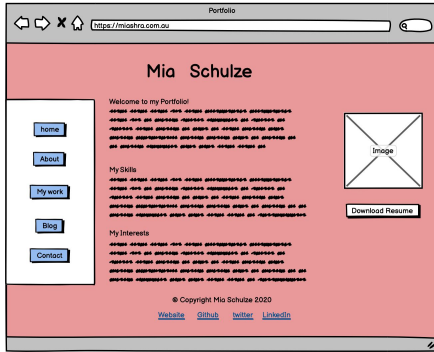 Portfolio
https://miashra.com.au
Mia Schulze
home
About
My work
Blog
Contact
Welcome to my Portfolio!
My Skills
My Interests
Image
Download Resume
© Copyright Mia Schulze 2020
Website Github twitter LinkedIn